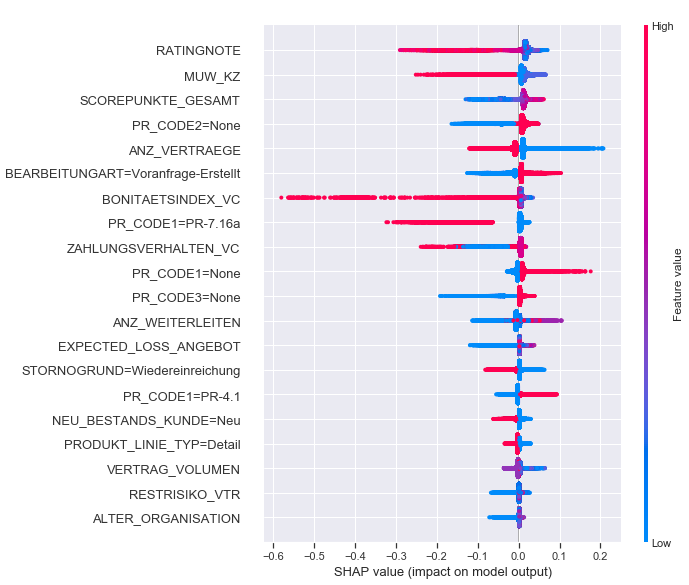 High
RATINGNOTE
MUW_KZ
SCOREPUNKTE_GESAMT
PR_CODE2=None
ANZ_VERTRAEGE
BEARBEITUNGART=Voranfrage-Erstellt
BONITAETSINDEX_VC
PR_CODE1=PR-7.16a
ZAHLUNGSVERHALTEN_VC
PR_CODE1=None
PR_CODE3=None
ANZ_WEITERLEITEN
EXPECTED_LOSS_ANGEBOT
STORNOGRUND=Wiedereinreichung
PR_CODE1=PR-4.1
NEU_BESTANDS_KUNDE=Neu
PRODUKT_LINIE_TYP=Detail
VERTRAG_VOLUMEN
RESTRISIKO_VTR
ALTER_ORGANISATION
Feature value
Low
−0.6 −0.5 −0.4 −0.3 −0.2 −0.1 0.0 0.1 0.2
SHAP value (impact on model output)